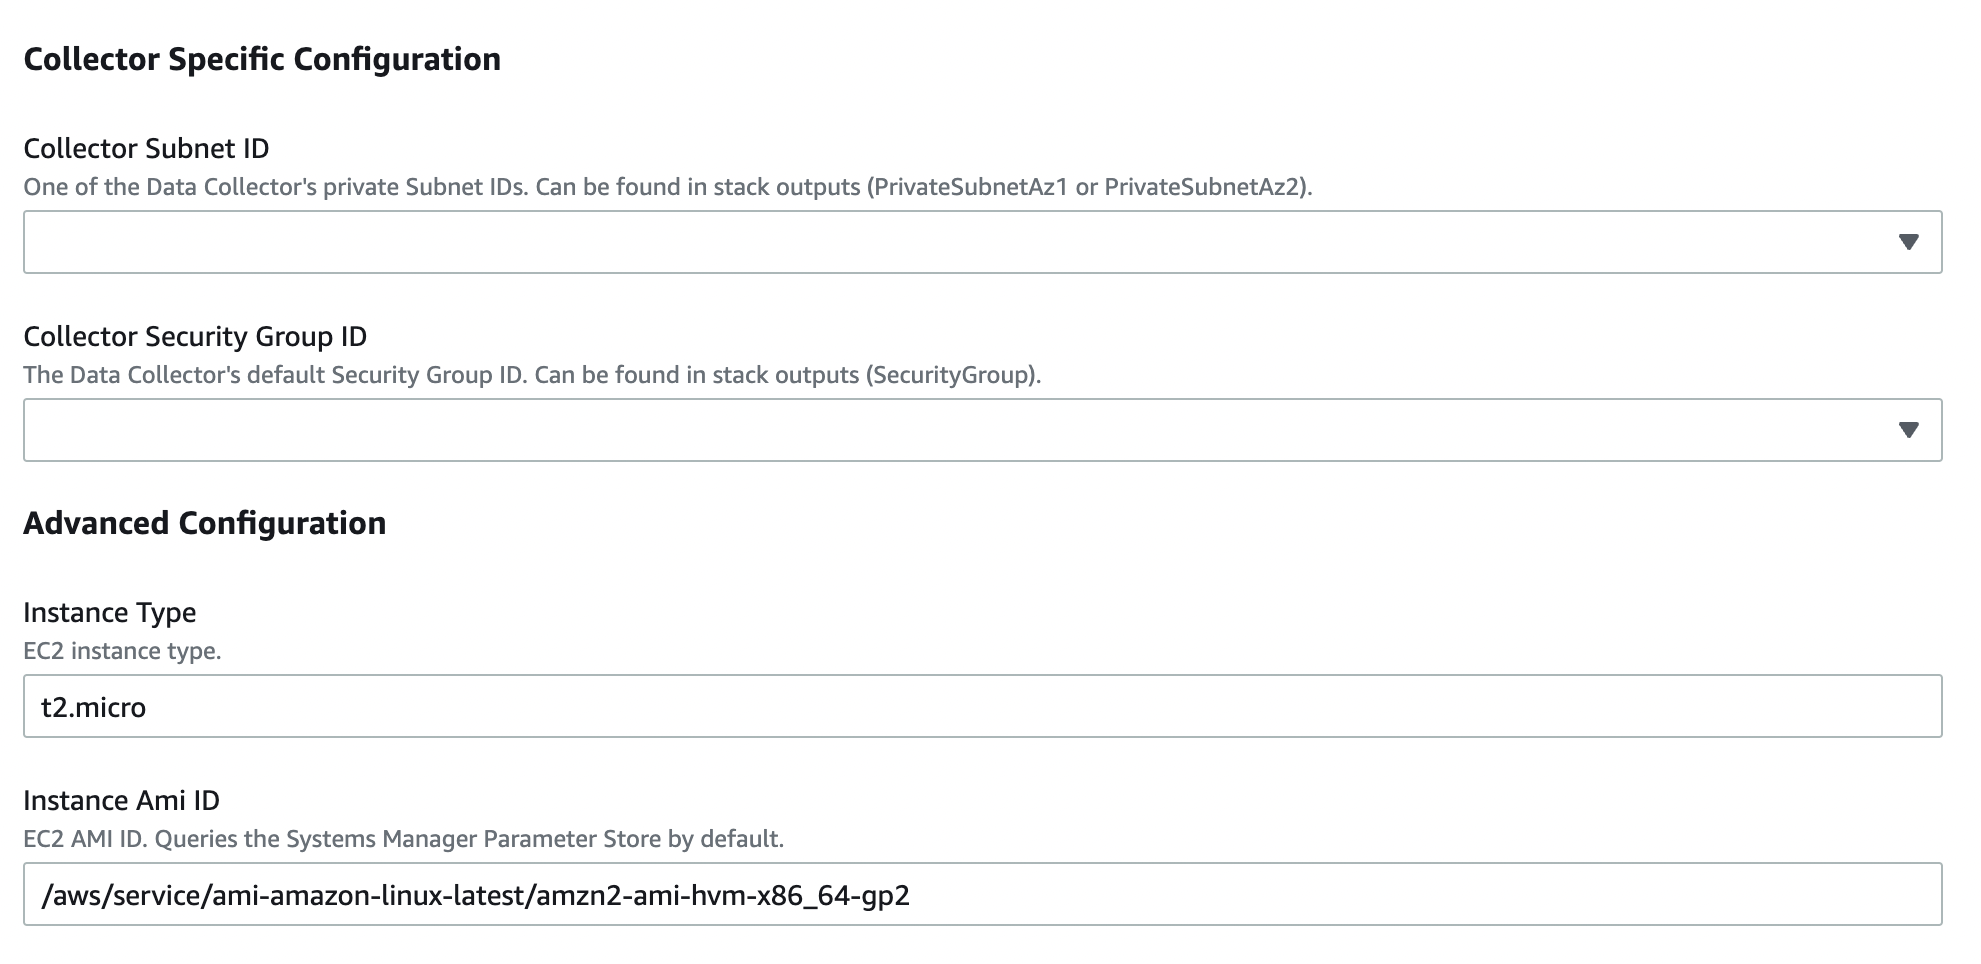 Collector Specific Configuration
Collector Subnet ID
One of the Data Collector's private Subnet IDs. Can be found in stack outputs (PrivateSubnetAz1 or PrivateSubnetAz2).
Collector Security Group ID
The Data Collector's default Security Group ID. Can be found in stack outputs (SecurityGroup).
Advanced Configuration
Instance Type
EC2 instance type.
t2.micro
Instance Ami ID
EC2 AMI ID. Queries the Systems Manager Parameter Store by default.
/aws/service/ami-amazon-linux-latest/amzn2-ami-hvm-x86_64-gp2